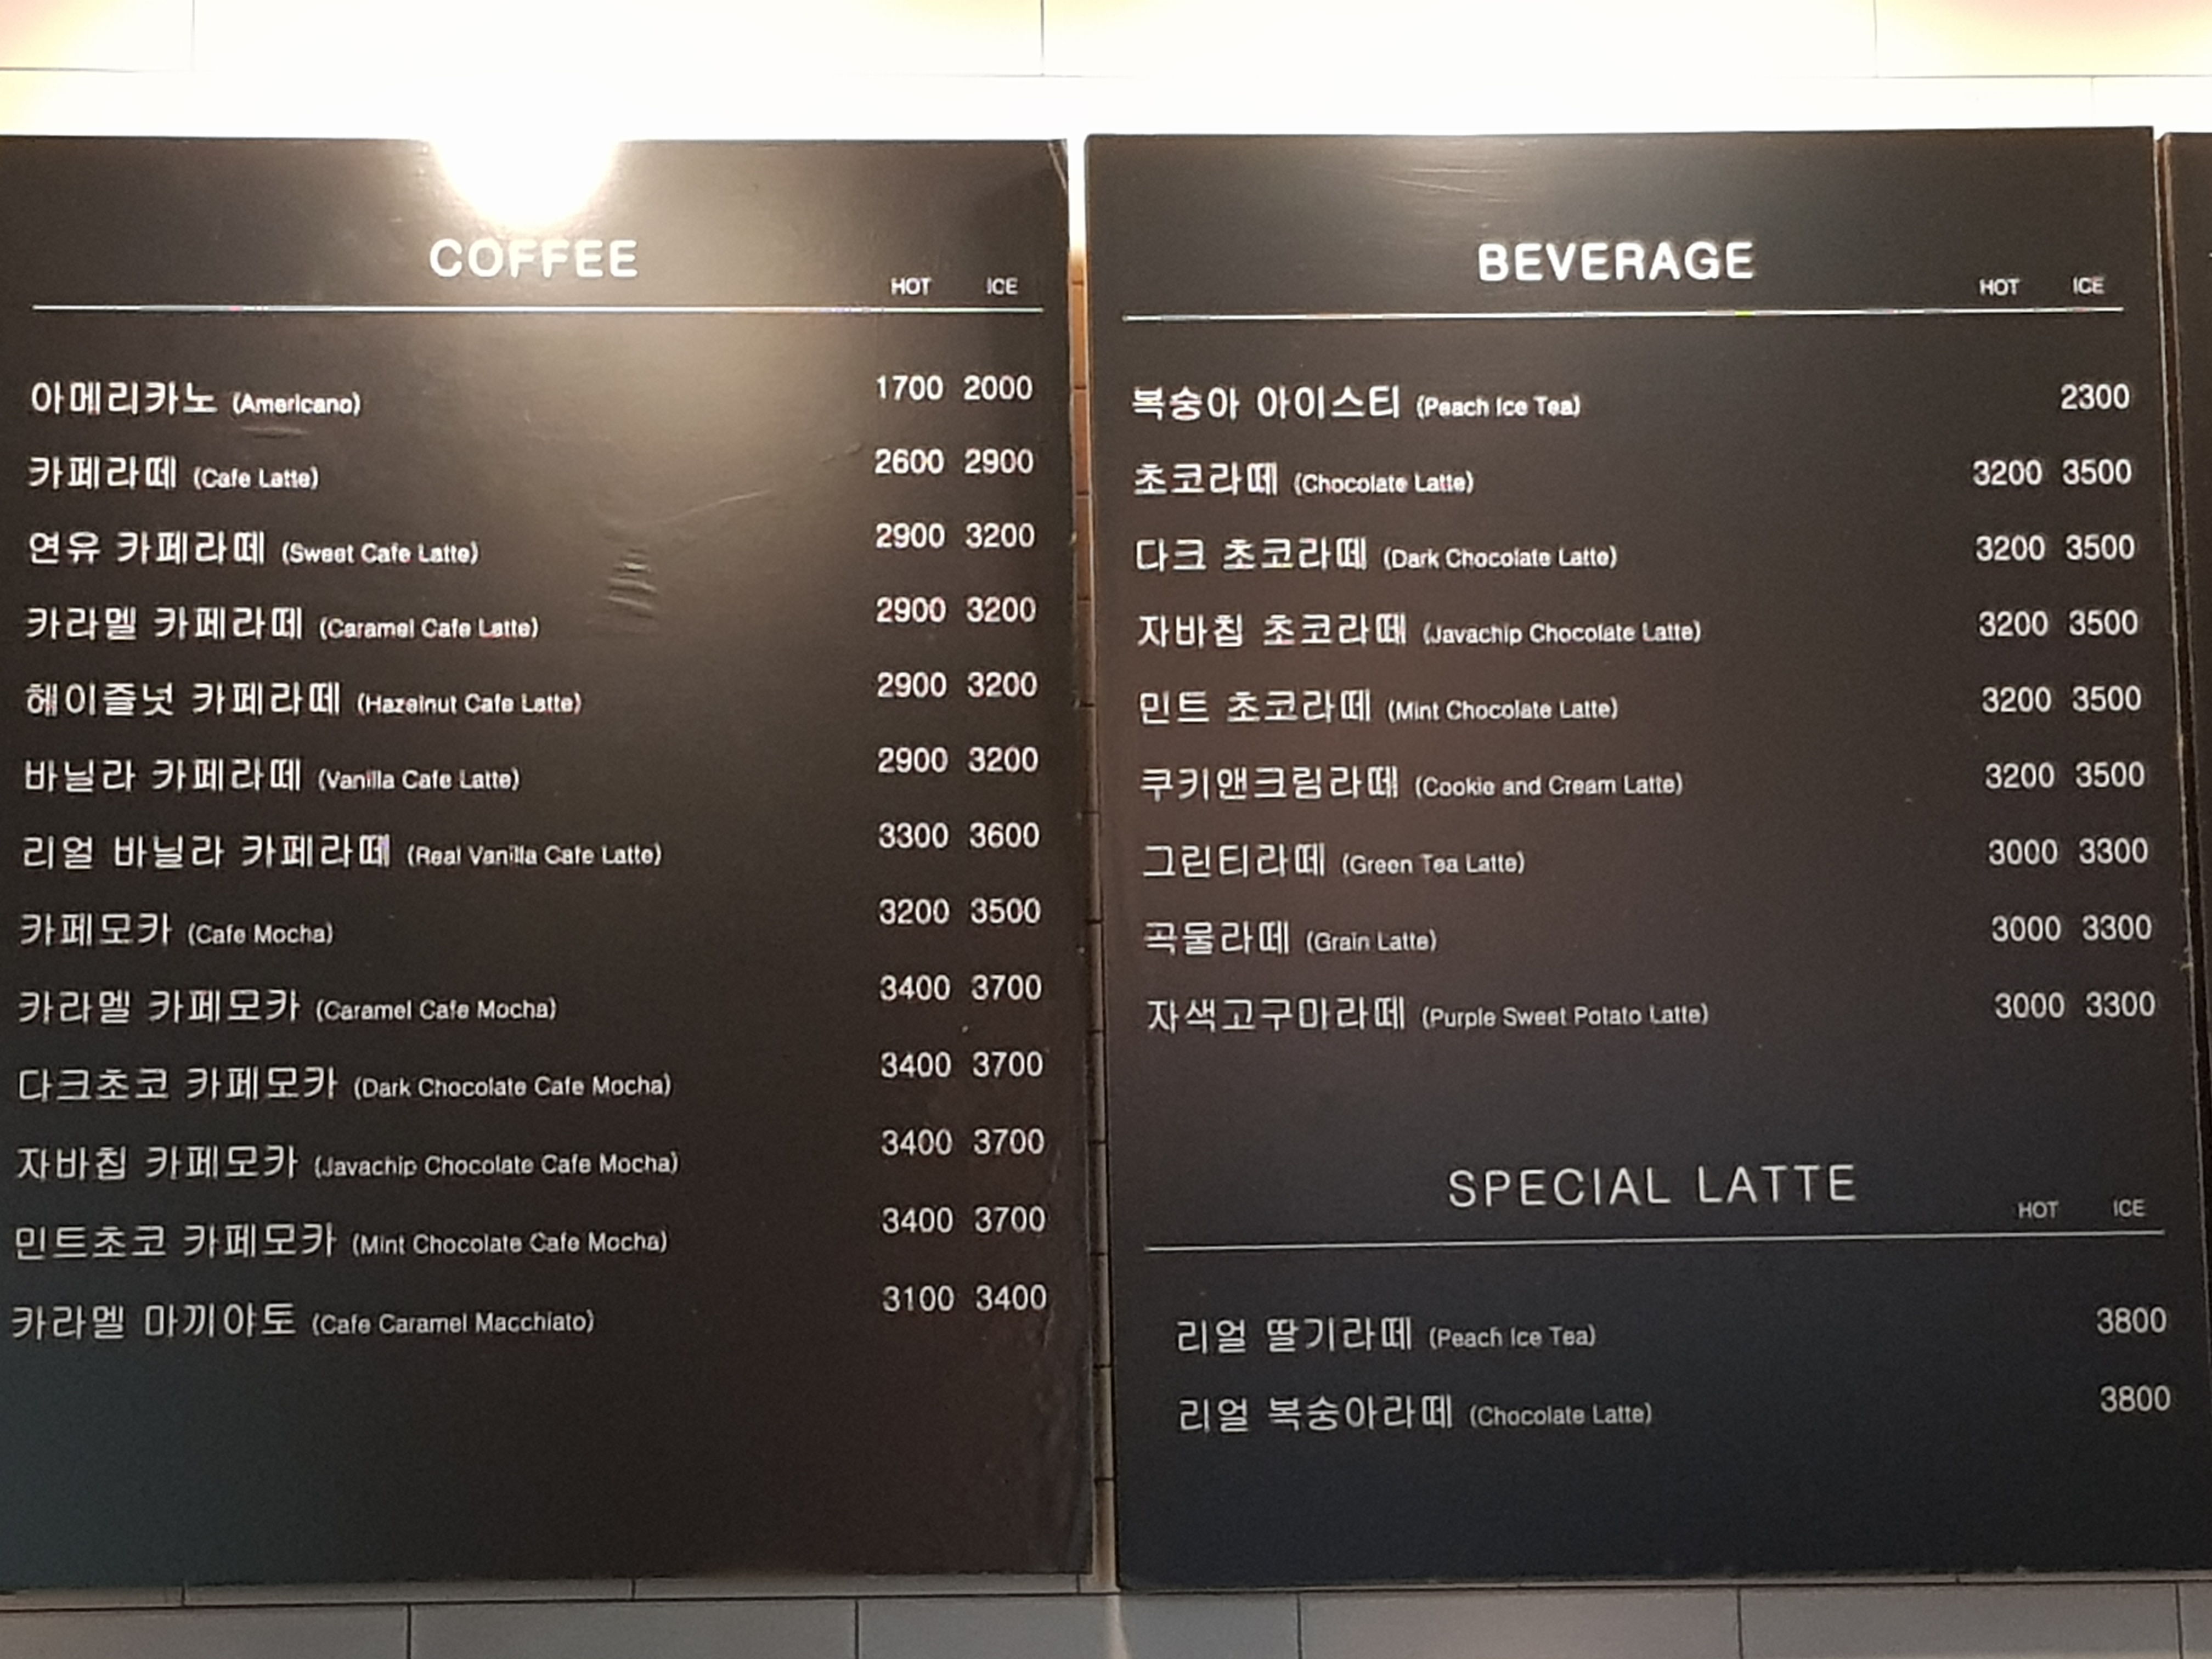 COFFEE
HOT ICE
아메리카노 (Americano) 1700 2000
카페라떼 (Cafe Latte) 2600 2900
연유 카페라떼 (Sweet Cafe Latte) 2900 3200
카라멜 카페라떼 (Caramel Cafe Latte) 2900 3200
헤이즐넛 카페라떼 (Hazelnut Cafe Latte) 2900 3200
바닐라 카페라떼 (Vanilla Cafe Latte) 2900 3200
리얼 바닐라 카페라떼 (Real Vanilla Cafe Latte) 3300 3600
카페모카 (Cafe Mocha) 3200 3500
카라멜 카페모카 (Caramel Cafe Mocha) 3400 3700
다크초코 카페모카 (Dark Chocolate Cafe Mocha) 3400 3700
자바칩 카페모카 (Javachip Chocolate Cafe Mocha) 3400 3700
민트초코 카페모카 (Mint Chocolate Cafe Mocha) 3400 3700
카라멜 마끼야토 (Cafe Caramel Macchiato) 3100 3400
BEVERAGE
HOT ICE
복숭아 아이스티 (Peach Ice Tea) 2300
초코라떼 (Chocolate Latte) 3200 3500
다크 초코라떼 (Dark Chocolate Latte) 3200 3500
자바칩 초코라떼 (Javachip Chocolate Latte) 3200 3500
민트 초코라떼 (Mint Chocolate Latte) 3200 3500
쿠키앤크림라떼 (Cookie and Cream Latte) 3200 3500
그린티라떼 (Green Tea Latte) 3000 3300
곡물라떼 (Grain Latte) 3000 3300
자색고구마라떼 (Purple Sweet Potato Latte) 3000 3300
SPECIAL LATTE
HOT ICE
리얼 딸기라떼 (Peach Ice Tea) 3800
리얼 복숭아라떼 (Chocolate Latte) 3800